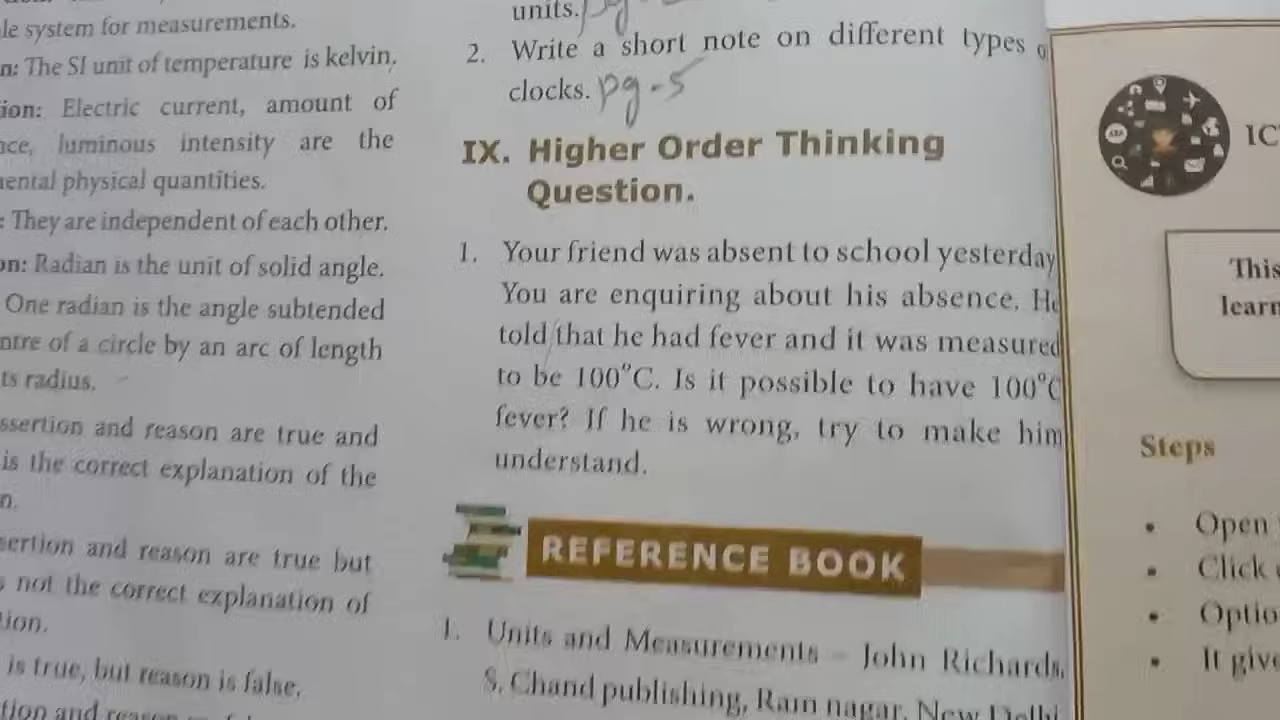 le system for measurements.
n: The SI unit of temperature is kelvin.
ion: Electric current, amount of
nce, luminous intensity are the
nental physical quantities.
: They are independent of each other.
on: Radian is the unit of solid angle.
One radian is the angle subtended
ntre of a circle by an arc of length
ts radius.
ssertion and reason are true and
is the correct explanation of the
n.
sertion and reason are true but
s not the correct explanation of
tion.
is true, but reason is false.
tion and reason
units.
2. Write a short note on different types o
clocks. pg-5
IX. Higher Order Thinking
Question.
1. Your friend was absent to school yesterday
You are enquiring about his absence. He
told that he had fever and it was measured
to be 100°C. Is it possible to have 100°C
fever? If he is wrong, try to make him
understand.
REFERENCE BOOK
1. Units and Measurements – John Richards,
S. Chand publishing, Ram nagar, New Delhi
IC
This
learn
Steps
• Open
• Click
• Optio
• It give